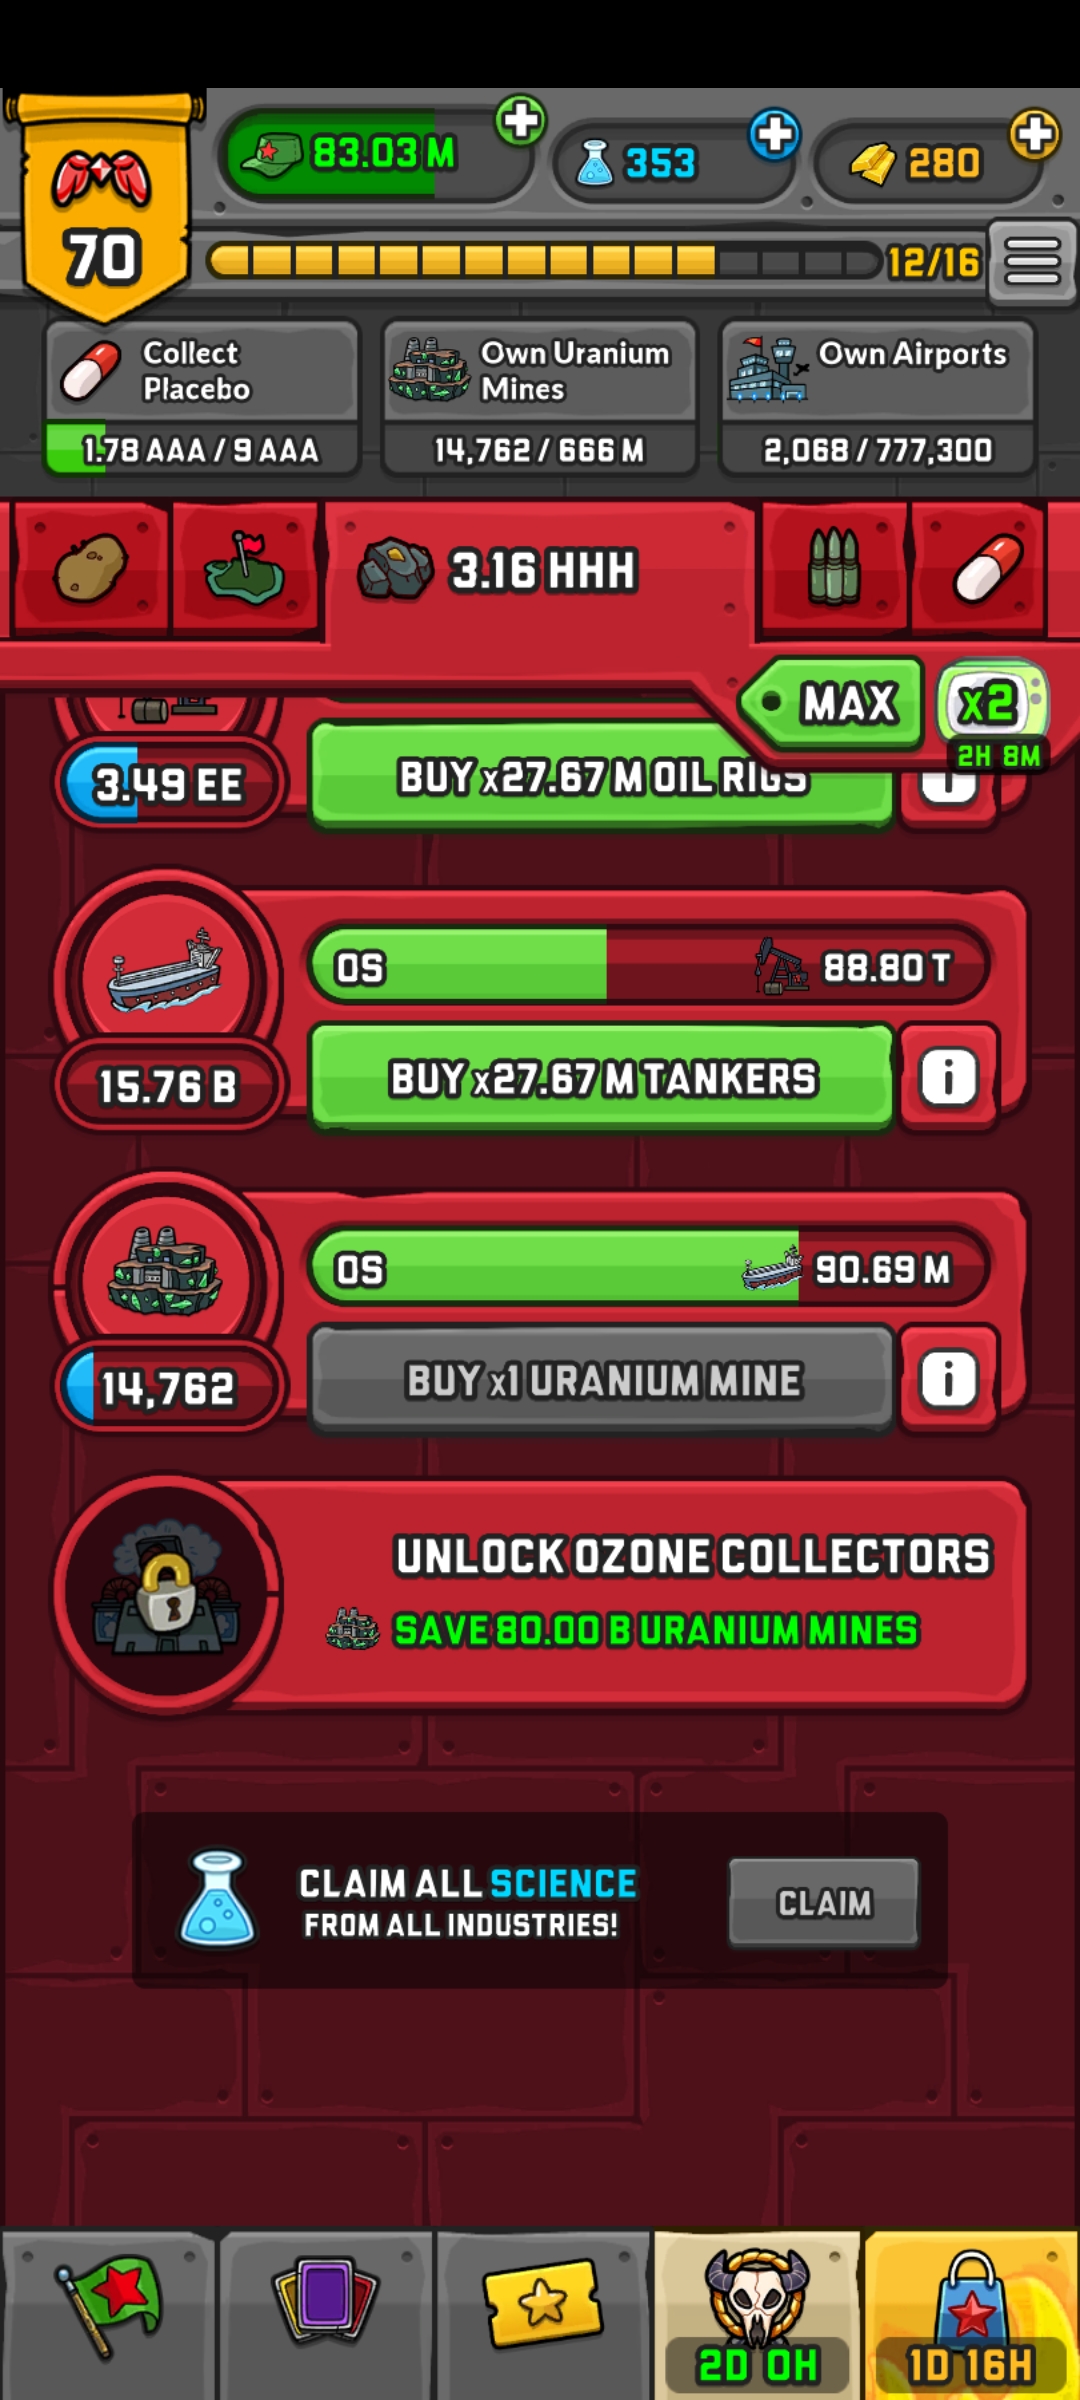 70
83.03 M
353
280
12/16
Collect
Placebo
1.78 AAA / 9 AAA
Own Uranium
Mines
14,762 / 666 M
Own Airports
2,068 / 777,300
3.16 HHH
MAX
x2
2H 8M
3.49 EE
BUY x27.67 M OIL RIGS
0S
88.80 T
15.76 B
BUY x27.67 M TANKERS
i
0S
90.69 M
14,762
BUY x1 URANIUM MINE
i
UNLOCK OZONE COLLECTORS
SAVE 80.00 B URANIUM MINES
CLAIM ALL SCIENCE
FROM ALL INDUSTRIES!
CLAIM
2D 0H
1D 16H